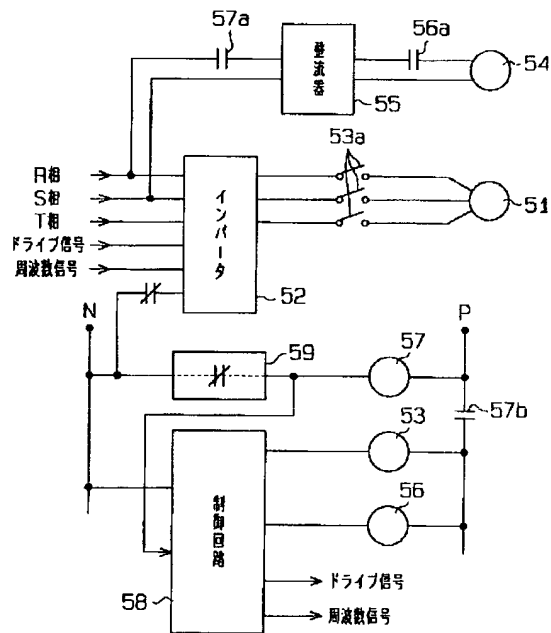 57a
56a
整流器
55
54
53a
R相
S相
T相
ドライブ信号
周波数信号
インバータ
52
51
N
P
59
57
57b
53
56
制御回路
58
ドライブ信号
周波数信号